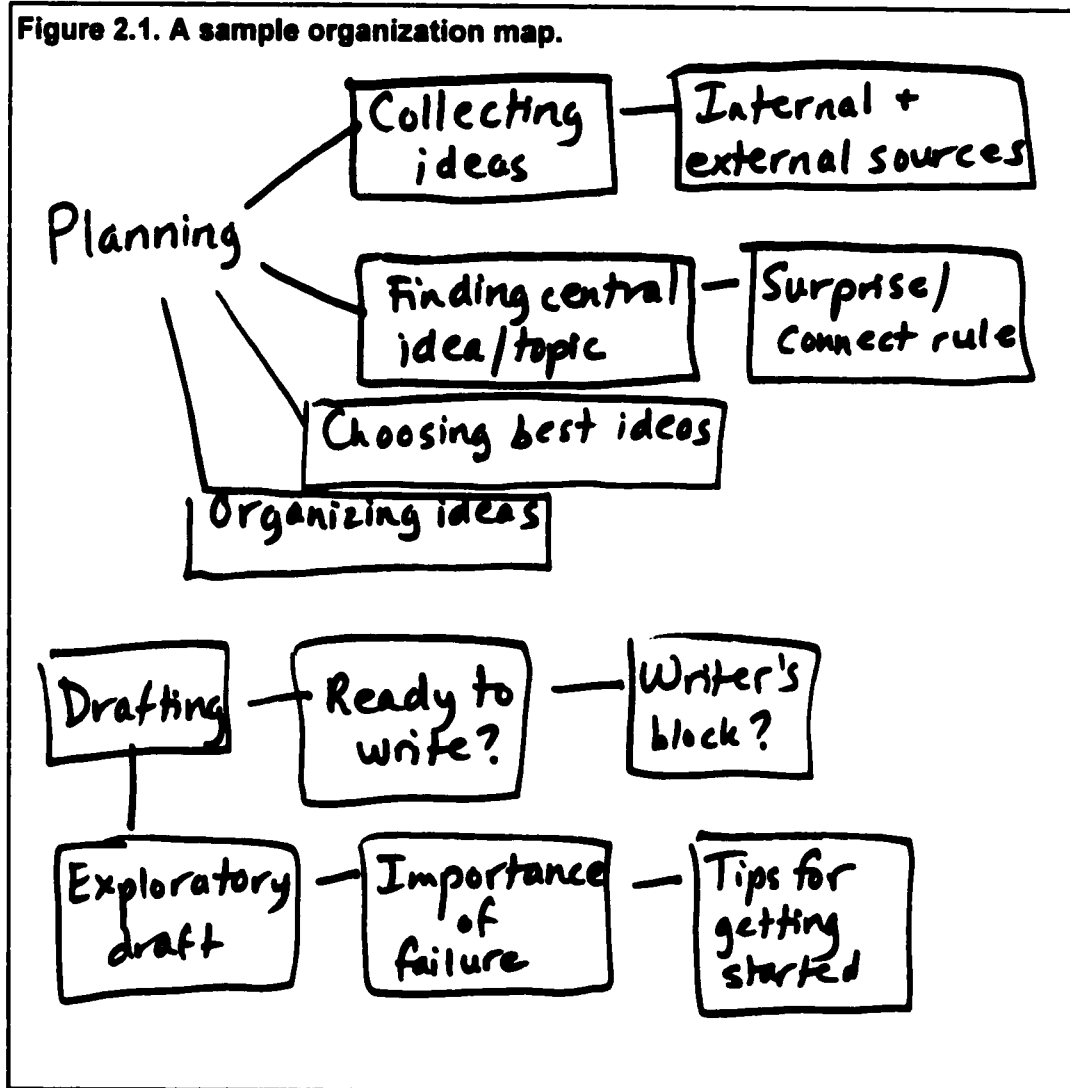 Figure 2.1. A sample organization map.
Collecting
ideas
Internal +
external sources
Planning
Finding central
idea/topic
Surprise/
connect rule
Choosing best ideas
Organizing ideas
Drafting
Ready to
write?
Writer's
block?
Exploratory
draft
Importance
of
failure
Tips for
getting
started